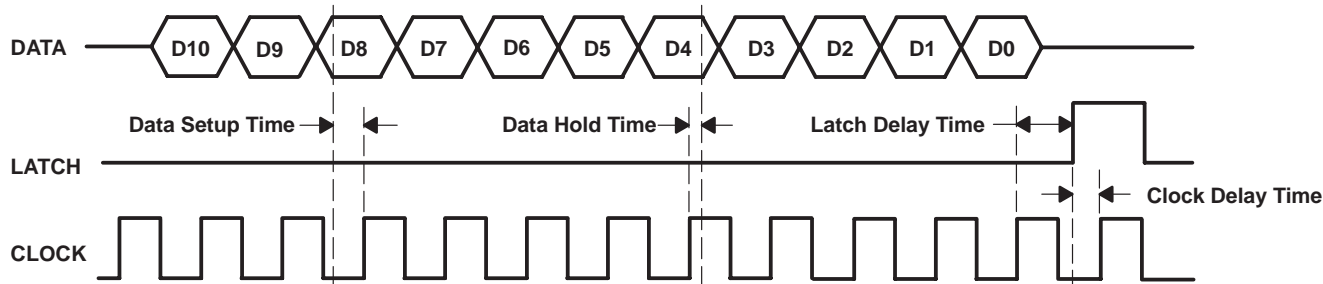 DATA D10 D9 D8 D7 D6 D5 D4 D3 D2 D1 D0
Data Setup Time Data Hold Time Latch Delay Time
LATCH
Clock Delay Time
CLOCK